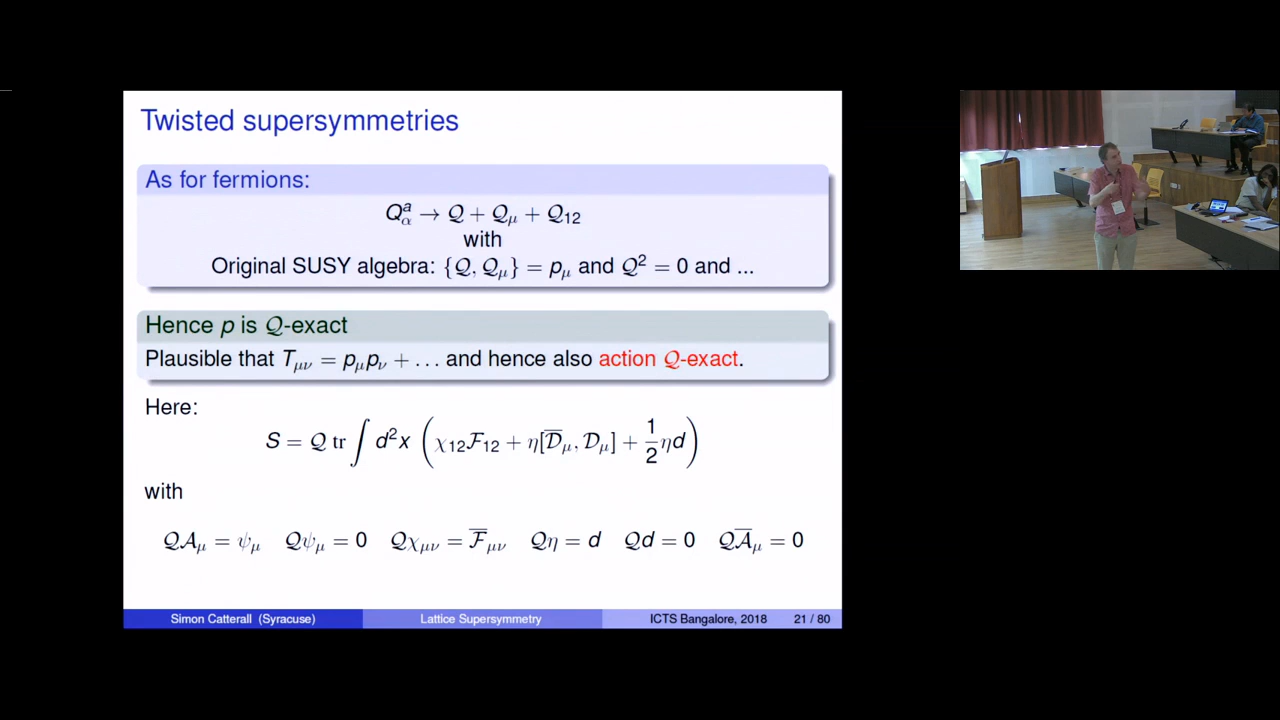 Twisted supersymmetries
As for fermions:
Q^a_α → 𝒬 + 𝒬_μ + 𝒬_12
with
Original SUSY algebra: {𝒬, 𝒬_μ} = p_μ and 𝒬² = 0 and ...
Hence p is 𝒬-exact
Plausible that T_μν = p_μ p_ν + … and hence also action 𝒬-exact.
Here:
S = 𝒬 tr ∫ d²x ( χ_12 ℱ_12 + η[𝒟̅_μ, 𝒟_μ] + 1/2 ηd )
with
𝒬𝒜_μ = ψ_μ 𝒬ψ_μ = 0 𝒬χ_μν = ℱ̅_μν 𝒬η = d 𝒬d = 0 𝒬𝒜̅_μ = 0
Simon Catterall (Syracuse) Lattice Supersymmetry ICTS Bangalore, 2018 21 / 80